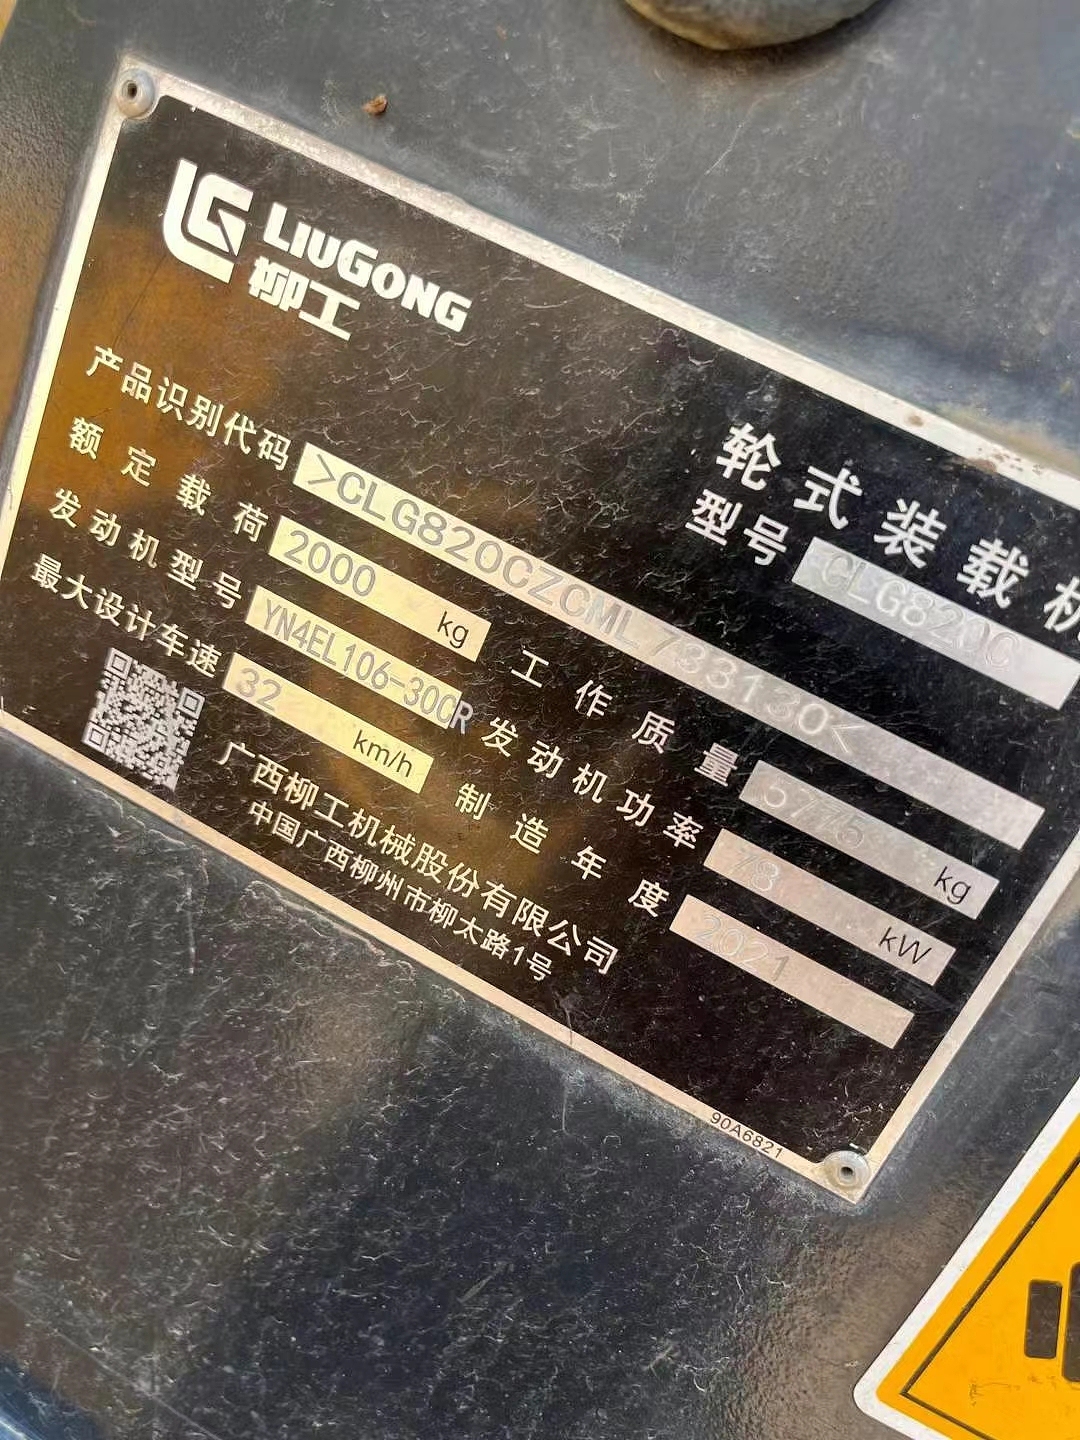 LIUGONG
柳工
轮式装载机
型号 CLG820C
产品识别代码 >CLG820CZCML733130<
额定载荷 2000 kg 工作质量 5775 kg
发动机型号 YN4EL106-30CR 发动机功率 78 kW
最大设计车速 32 km/h 制造年度 2021
广西柳工机械股份有限公司
中国广西柳州市柳太路1号
90A6821